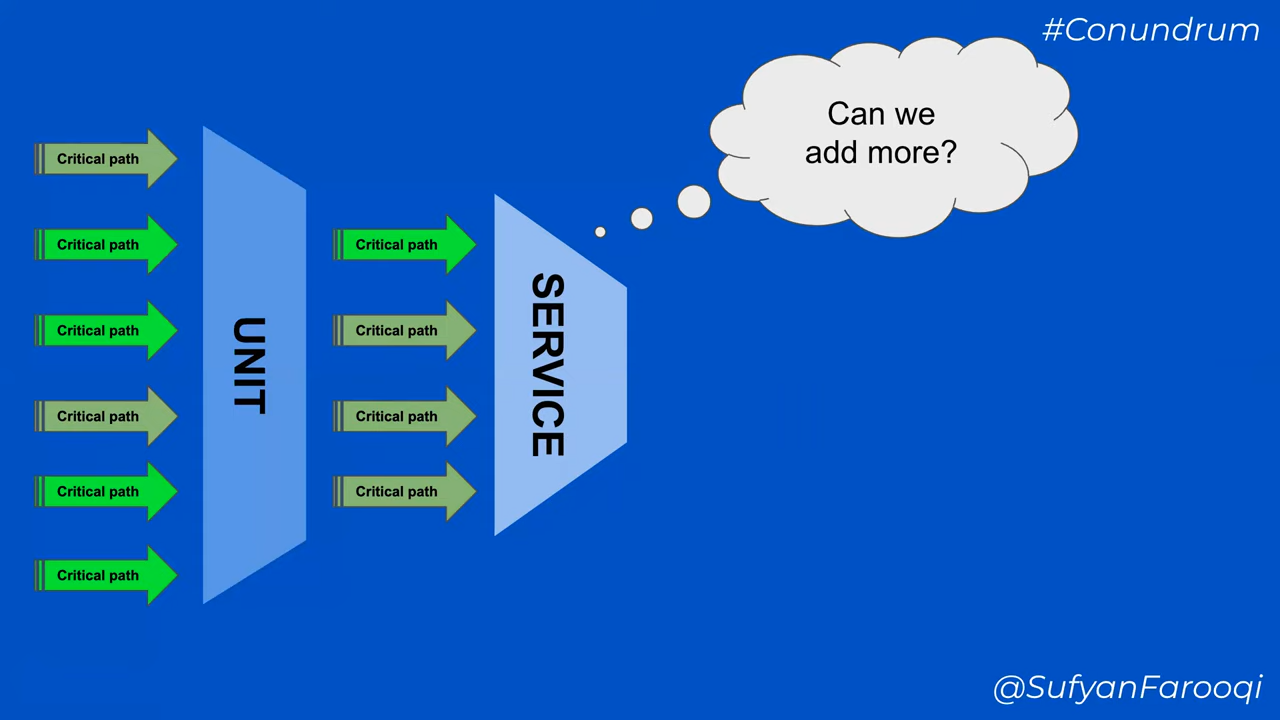 #Conundrum
Can we
add more?
Critical path
Critical path
Critical path
Critical path
Critical path
Critical path
UNIT
Critical path
Critical path
Critical path
Critical path
SERVICE
@SufyanFarooqi